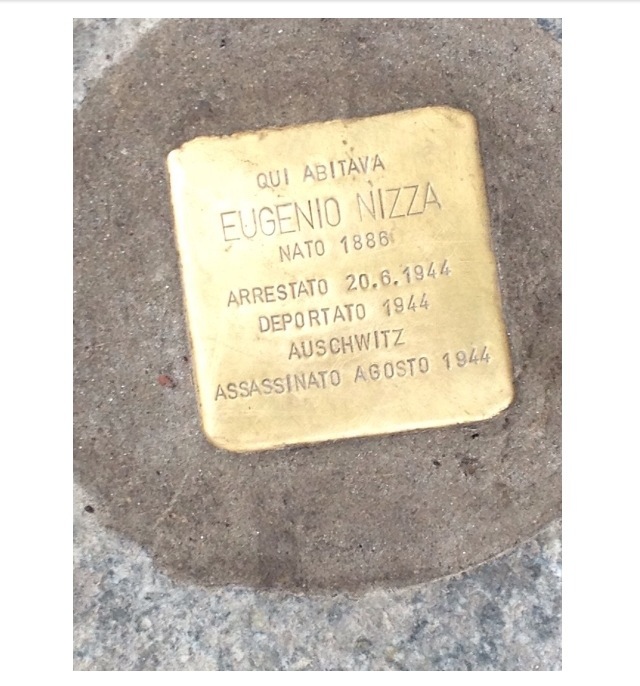 QUI ABITAVA
EUGENIO NIZZA
NATO 1886
ARRESTATO 20.6.1944
DEPORTATO 1944
AUSCHWITZ
ASSASSINATO AGOSTO 1944